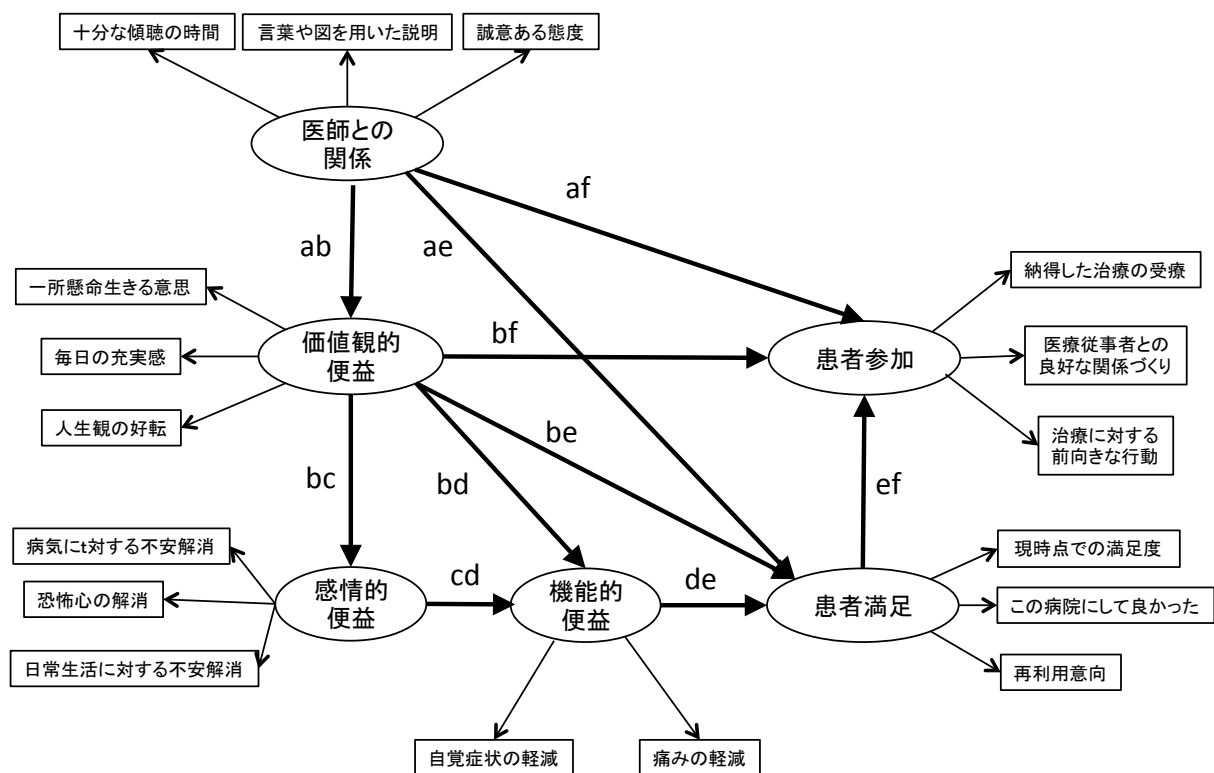 十分な傾聴の時間
言葉や図を用いた説明
誠意ある態度
医師との
関係
af
ab
ae
納得した治療の受療
一所懸命生きる意思
価値観的
便益
bf
患者参加
医療従事者との
良好な関係づくり
毎日の充実感
人生観の好転
治療に対する
前向きな行動
be
bc
bd
ef
病気にt対する不安解消
現時点での満足度
恐怖心の解消
感情的
便益
cd
機能的
便益
de
患者満足
この病院にして良かった
日常生活に対する不安解消
再利用意向
自覚症状の軽減
痛みの軽減